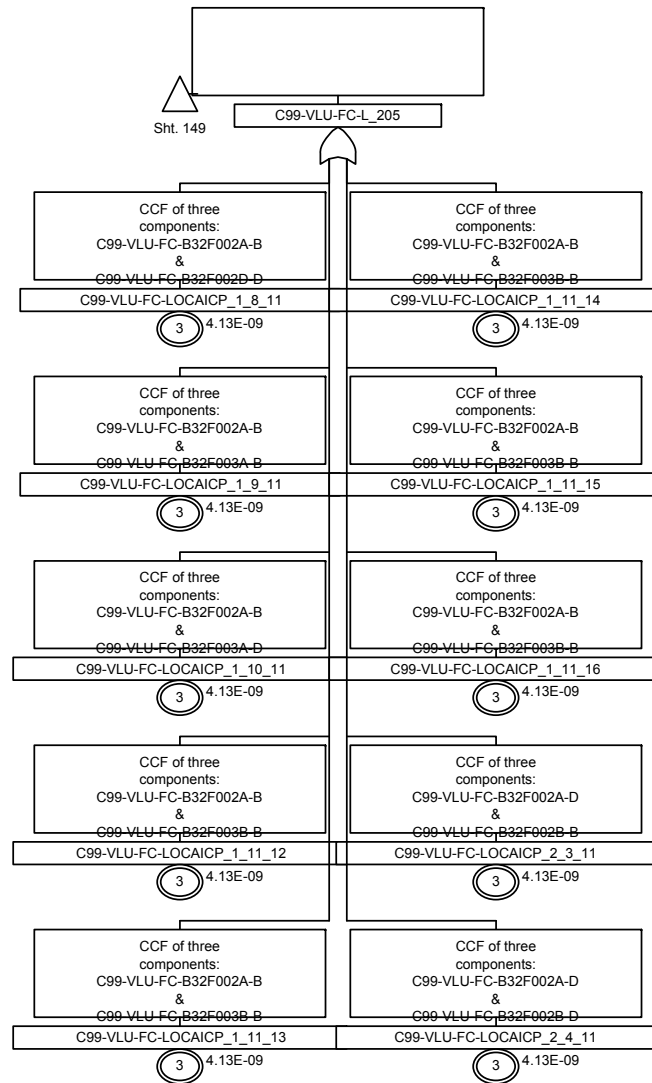 Sht. 149
C99-VLU-FC-L_205
CCF of three
components:
C99-VLU-FC-B32F002A-B
&
C99-VLU-FC-B32F002D-D
C99-VLU-FC-LOCAICP_1_8_11
3
4.13E-09
CCF of three
components:
C99-VLU-FC-B32F002A-B
&
C99-VLU-FC-B32F003B-B
C99-VLU-FC-LOCAICP_1_11_14
3
4.13E-09
CCF of three
components:
C99-VLU-FC-B32F002A-B
&
C99-VLU-FC-B32F003A-B
C99-VLU-FC-LOCAICP_1_9_11
3
4.13E-09
CCF of three
components:
C99-VLU-FC-B32F002A-B
&
C99-VLU-FC-B32F003B-B
C99-VLU-FC-LOCAICP_1_11_15
3
4.13E-09
CCF of three
components:
C99-VLU-FC-B32F002A-B
&
C99-VLU-FC-B32F003A-D
C99-VLU-FC-LOCAICP_1_10_11
3
4.13E-09
CCF of three
components:
C99-VLU-FC-B32F002A-B
&
C99-VLU-FC-B32F003B-B
C99-VLU-FC-LOCAICP_1_11_16
3
4.13E-09
CCF of three
components:
C99-VLU-FC-B32F002A-B
&
C99-VLU-FC-B32F003B-B
C99-VLU-FC-LOCAICP_1_11_12
3
4.13E-09
CCF of three
components:
C99-VLU-FC-B32F002A-D
&
C99-VLU-FC-B32F002B-B
C99-VLU-FC-LOCAICP_2_3_11
3
4.13E-09
CCF of three
components:
C99-VLU-FC-B32F002A-B
&
C99-VLU-FC-B32F003B-B
C99-VLU-FC-LOCAICP_1_11_13
3
4.13E-09
CCF of three
components:
C99-VLU-FC-B32F002A-D
&
C99-VLU-FC-B32F002B-D
C99-VLU-FC-LOCAICP_2_4_11
3
4.13E-09